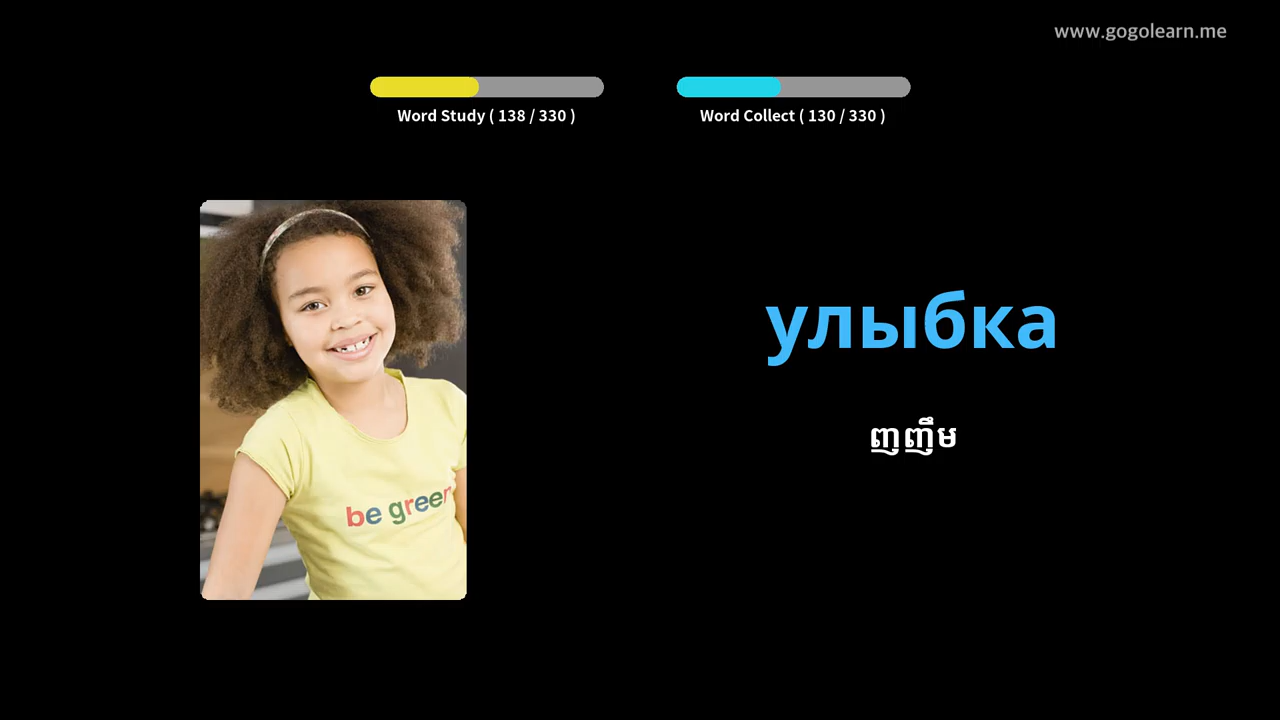 www.gogolearn.me
Word Study ( 138 / 330 )
Word Collect ( 130 / 330 )
улыбка
ញញឹម
be green